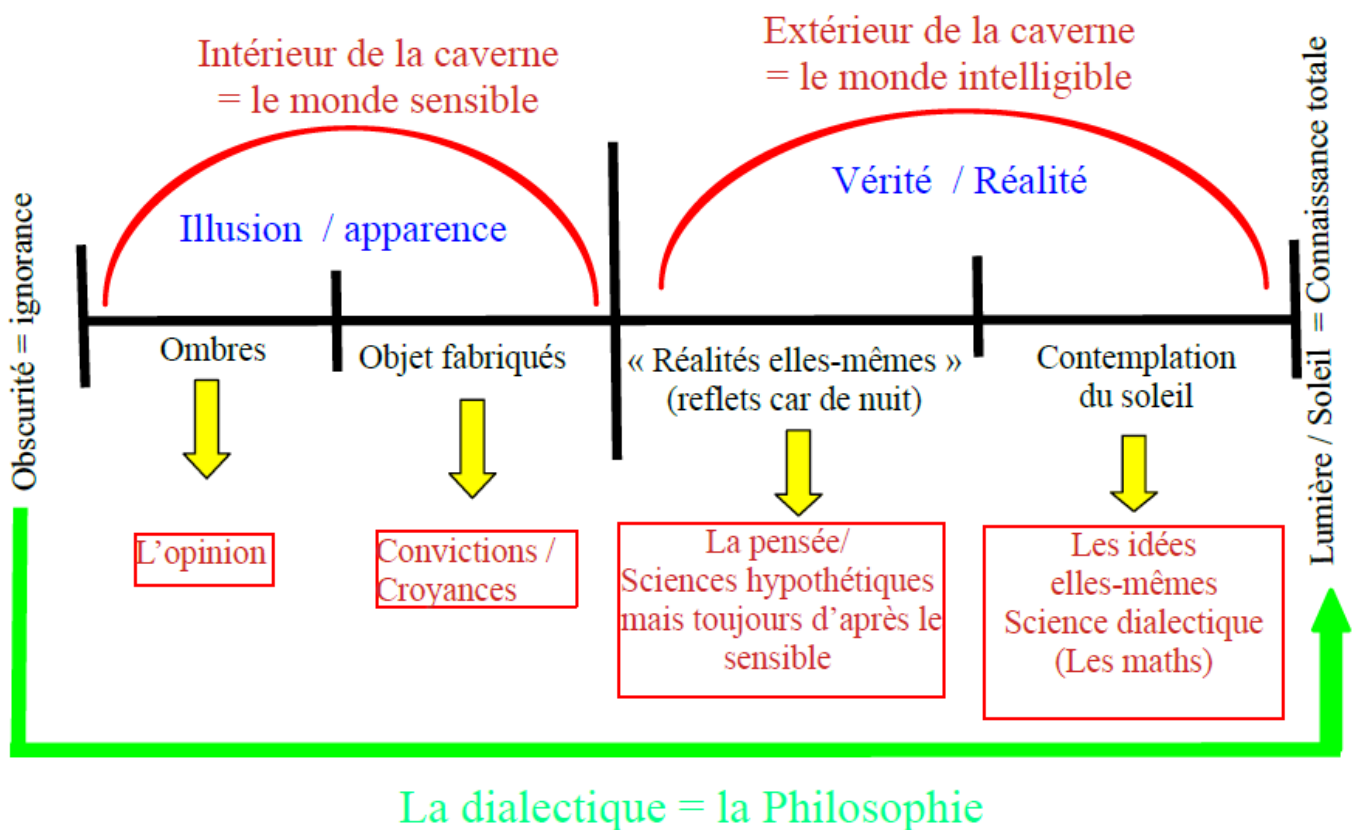 Intérieur de la caverne
= le monde sensible
Extérieur de la caverne
= le monde intelligible
Illusion / apparence
Vérité / Réalité
Obscurité = ignorance
Ombres
Objet fabriqués
« Réalités elles-mêmes »
(reflets car de nuit)
Contemplation
du soleil
Lumière / Soleil = Connaissance totale
L’opinion
Convictions /
Croyances
La pensée/
Sciences hypothétiques
mais toujours d’après le
sensible
Les idées
elles-mêmes
Science dialectique
(Les maths)
La dialectique = la Philosophie